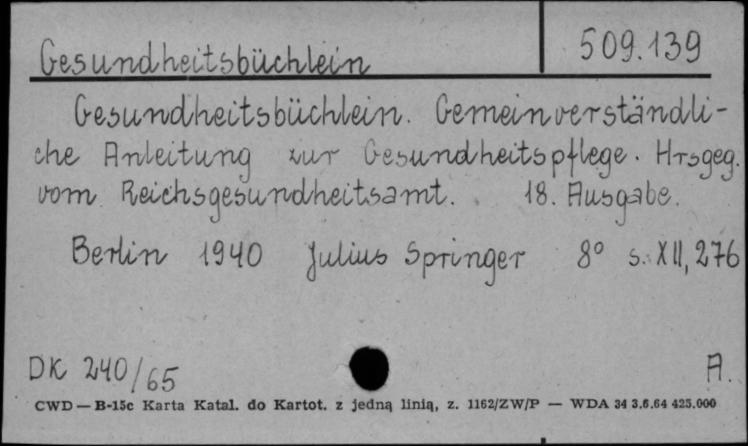 Gesundheitsbüchlein 509.139
Gesundheitsbüchlein. Gemeinverständli-
che Anleitung zur Gesundheitspflege. Hrsgeg.
vom Reichsgesundheitsamt. 18. Ausgabe.
Berlin 1940 Julius Springer 8° s. XII, 276
DK 240/65 A.
CWD — B-15c Karta Katal. do Kartot. z jedną linią, z. 1162/ZW/P — WDA 34 3.6.64 425.000